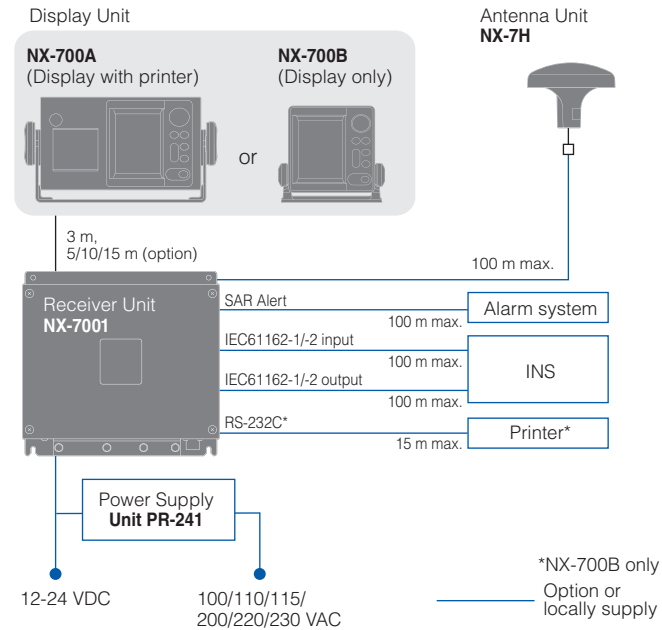 Display Unit
NX-700A
(Display with printer)
NX-700B
(Display only)
or
Antenna Unit
NX-7H
3 m,
5/10/15 m (option)
100 m max.
Receiver Unit
NX-7001
SAR Alert
100 m max.
Alarm system
IEC61162-1/-2 input
100 m max.
INS
IEC61162-1/-2 output
100 m max.
RS-232C*
15 m max.
Printer*
Power Supply
Unit PR-241
12-24 VDC
100/110/115/
200/220/230 VAC
*NX-700B only
Option or
locally supply